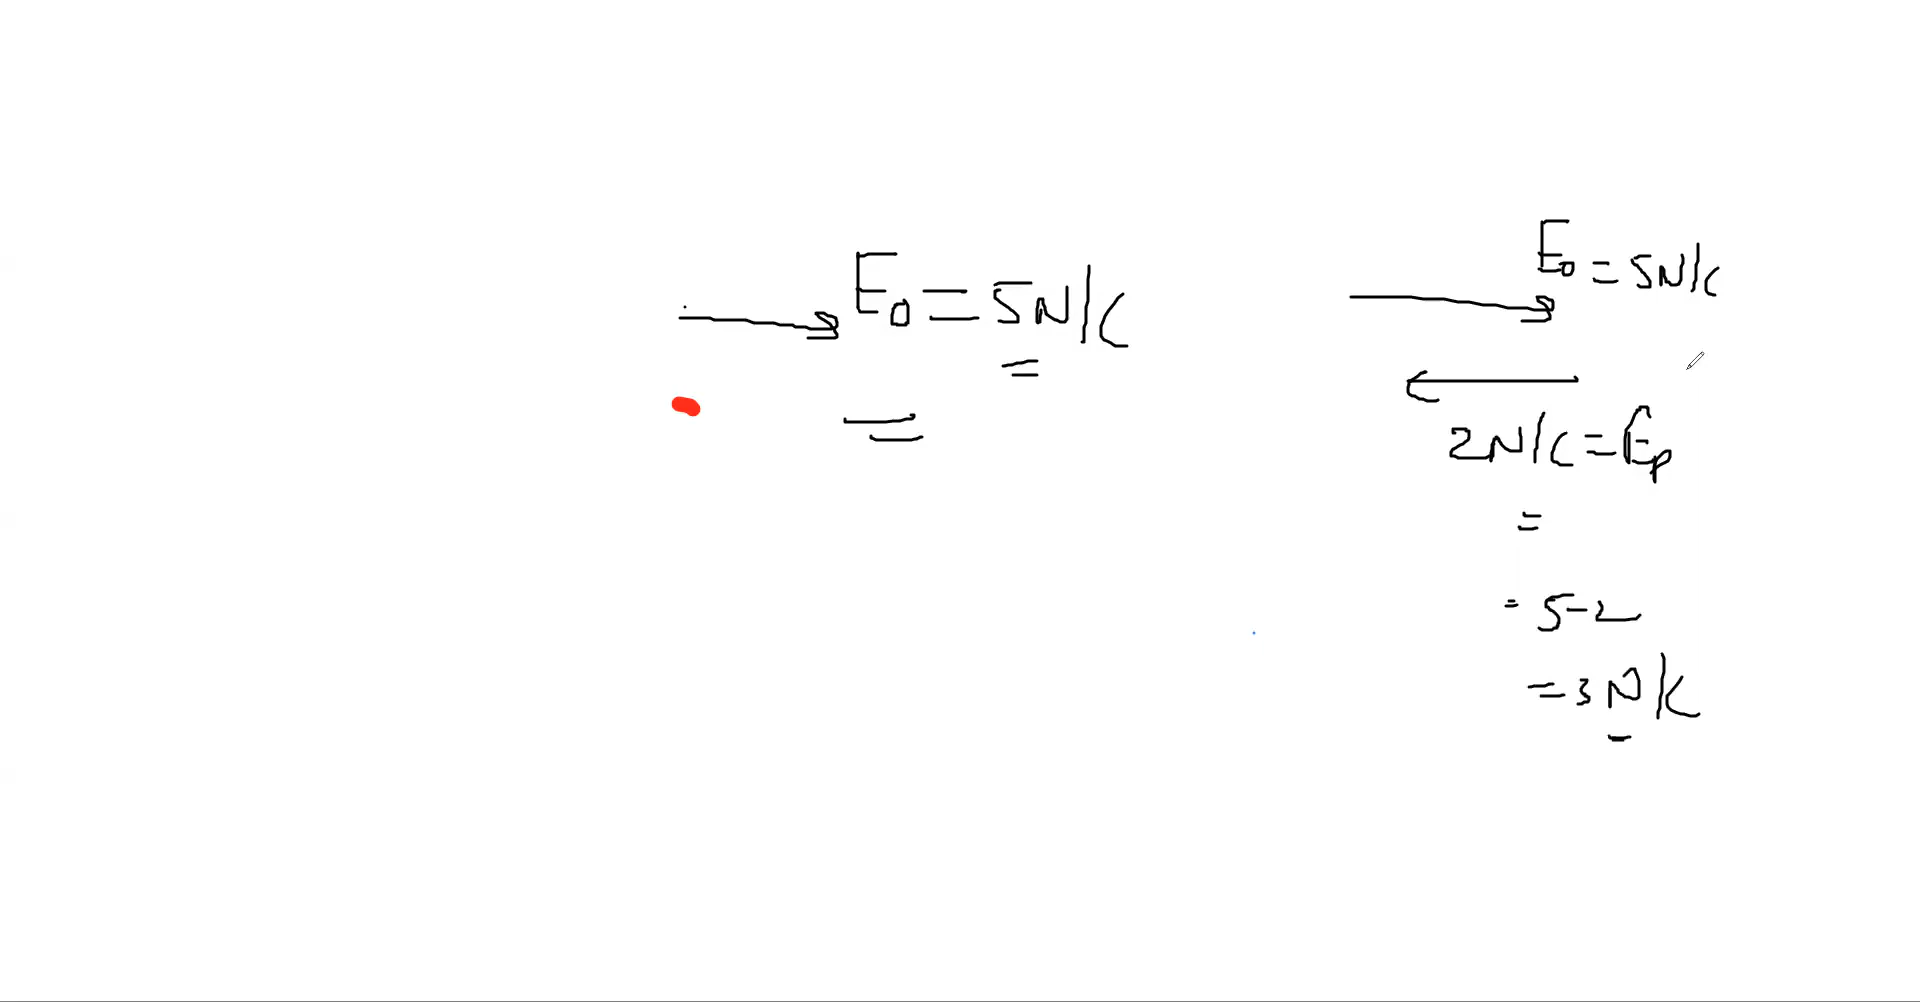 E₀ = 5N/C
=
E₀ = 5N/C
2N/C = Eₚ
=
= 5-2
= 3N/C